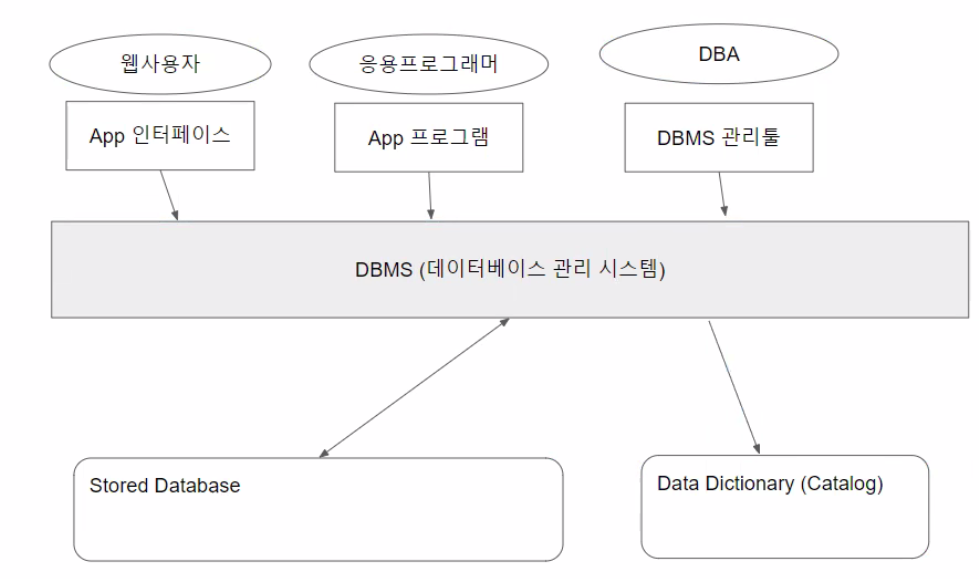 웹사용자
응용프로그래머
DBA
App 인터페이스
App 프로그램
DBMS 관리툴
DBMS (데이터베이스 관리 시스템)
Stored Database
Data Dictionary (Catalog)